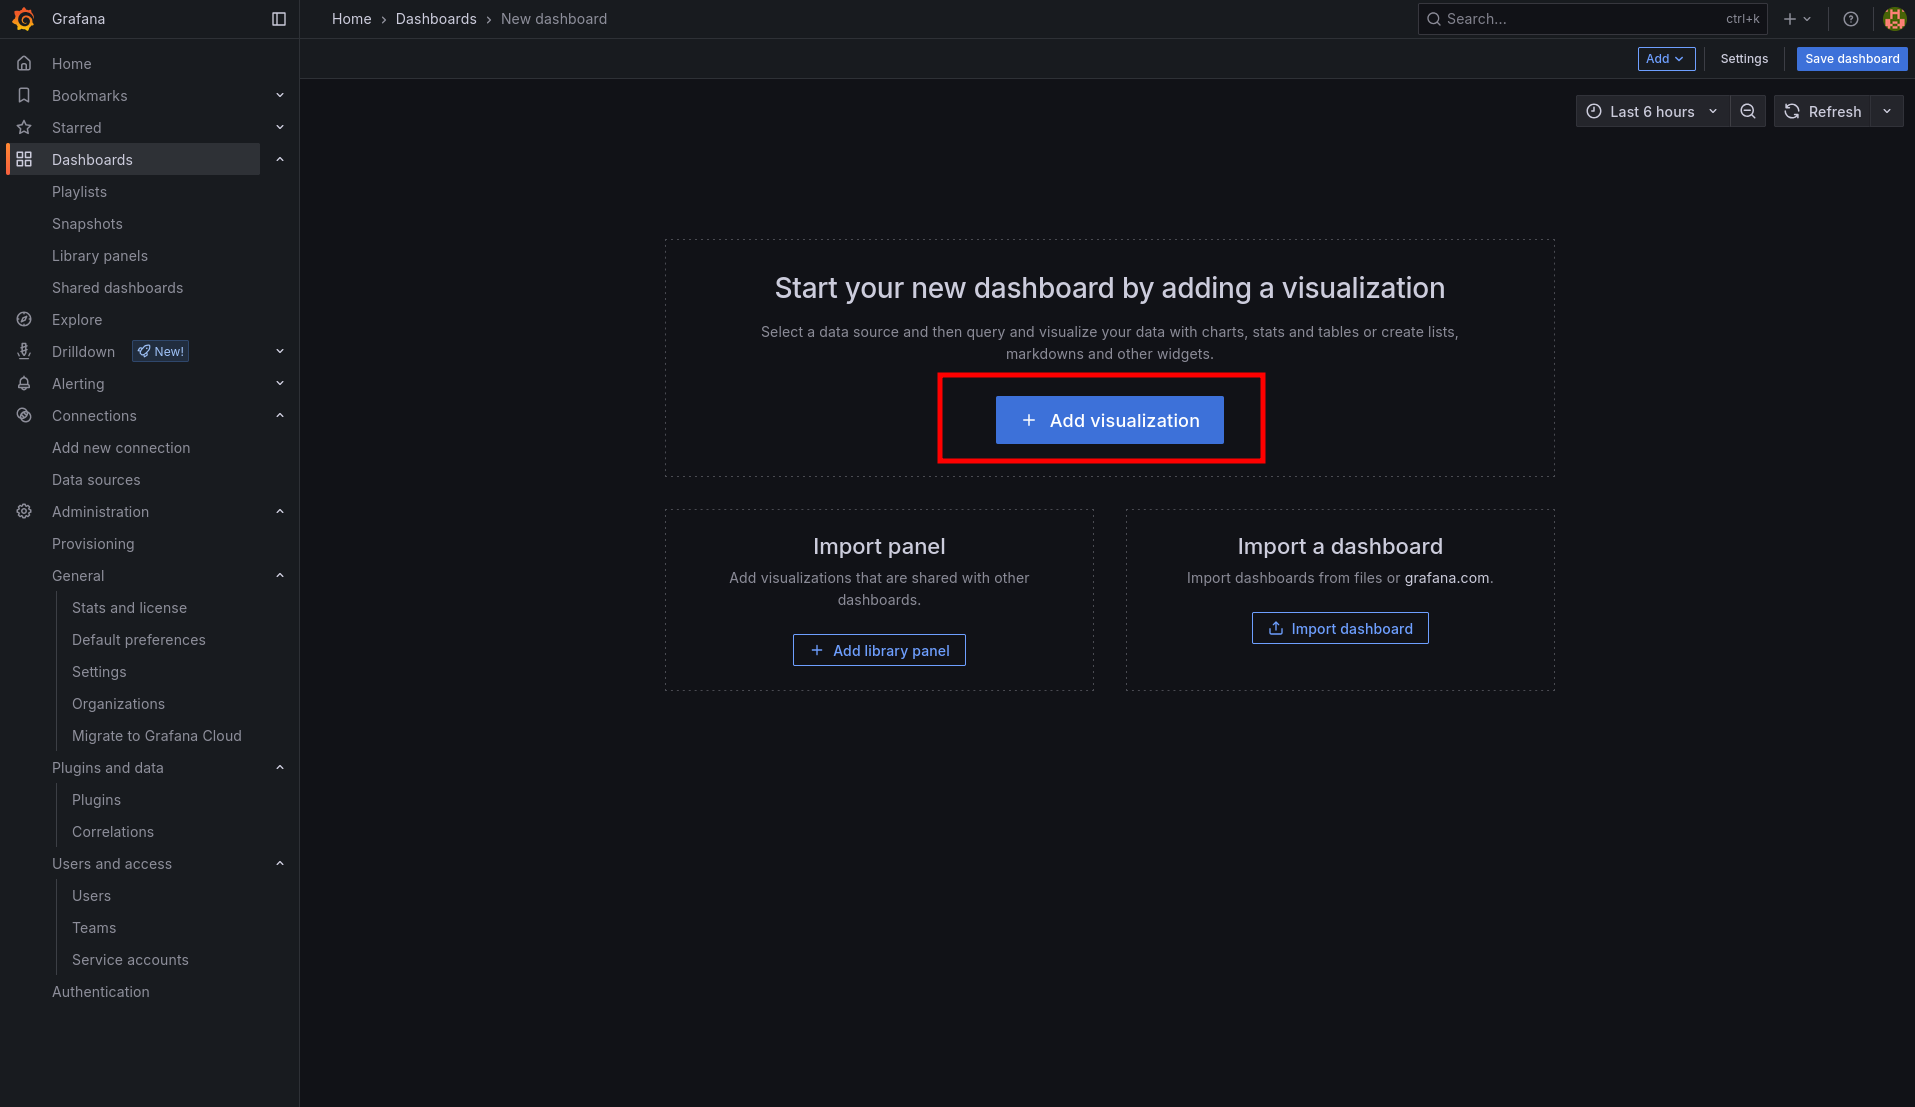 Grafana
Home › Dashboards › New dashboard
Search...
ctrl+k
Add
Settings
Save dashboard
Last 6 hours
Refresh
Home
Bookmarks
Starred
Dashboards
Playlists
Snapshots
Library panels
Shared dashboards
Explore
Drilldown
New!
Alerting
Connections
Add new connection
Data sources
Administration
Provisioning
General
Stats and license
Default preferences
Settings
Organizations
Migrate to Grafana Cloud
Plugins and data
Plugins
Correlations
Users and access
Users
Teams
Service accounts
Authentication
Start your new dashboard by adding a visualization
Select a data source and then query and visualize your data with charts, stats and tables or create lists,
markdowns and other widgets.
Add visualization
Import panel
Add visualizations that are shared with other
dashboards.
Add library panel
Import a dashboard
Import dashboards from files or grafana.com.
Import dashboard